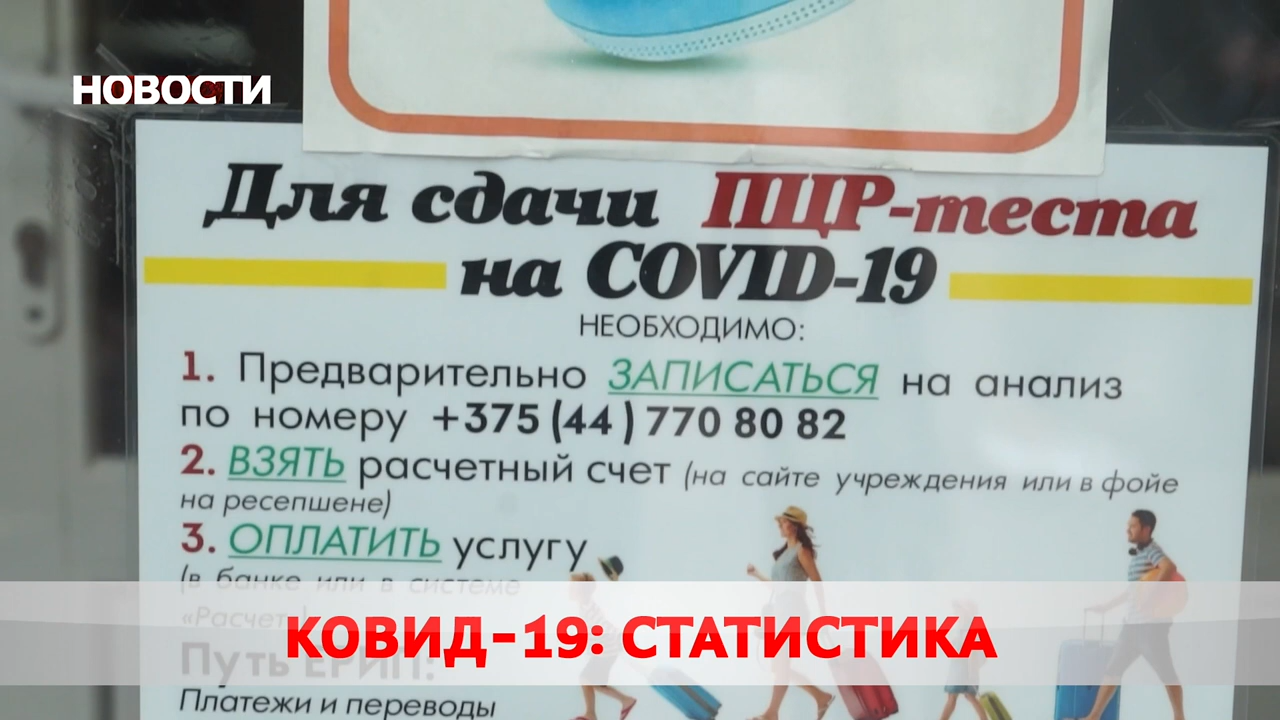 НОВОСТИ
Для сдачи ПЦР-теста
на COVID-19
НЕОБХОДИМО:
1. Предварительно ЗАПИСАТЬСЯ на анализ
по номеру +375 (44) 770 80 82
2. ВЗЯТЬ расчетный счет (на сайте учреждения или в фойе
на ресепшене)
3. ОПЛАТИТЬ услугу
(в банке или в системе
«Расчет»)
КОВИД-19: СТАТИСТИКА
Путь ЕРИП:
Платежи и переводы